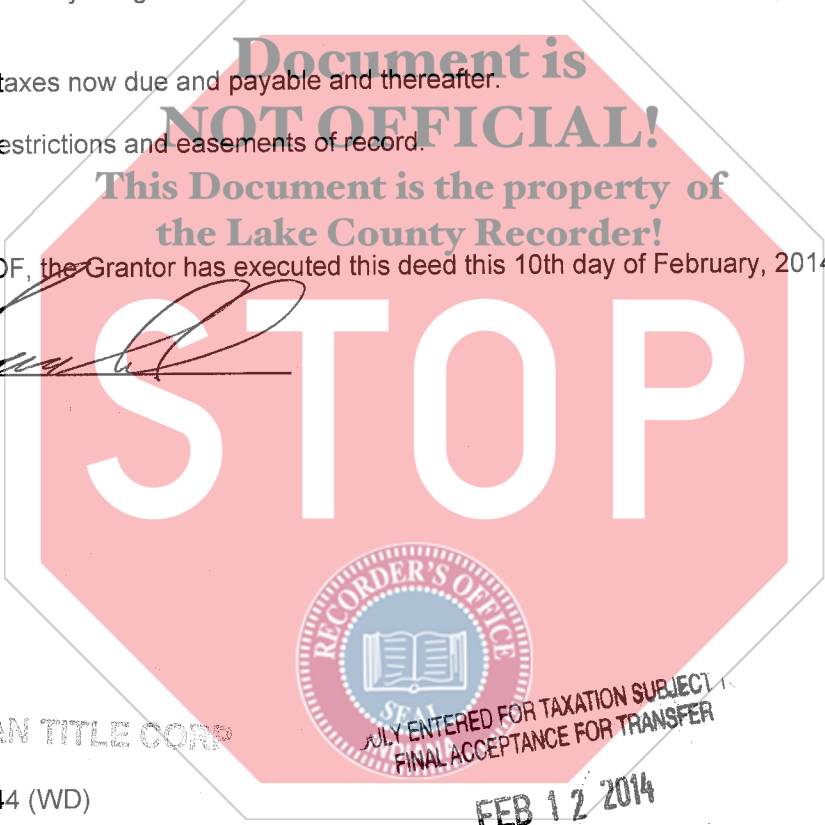 Document is
taxes now due and payable and thereafter.
NOT OFFICIAL!
estrictions and easements of record.
This Document is the property of
the Lake County Recorder!
OF, the Grantor has executed this deed this 10th day of February, 2014
STOP
RECORDER'S OFFICE
SEAL
INDIANA
AN TITLE CORP
ULY ENTERED FOR TAXATION SUBJECT
FINAL ACCEPTANCE FOR TRANSFER
44 (WD)
FEB 12 2014